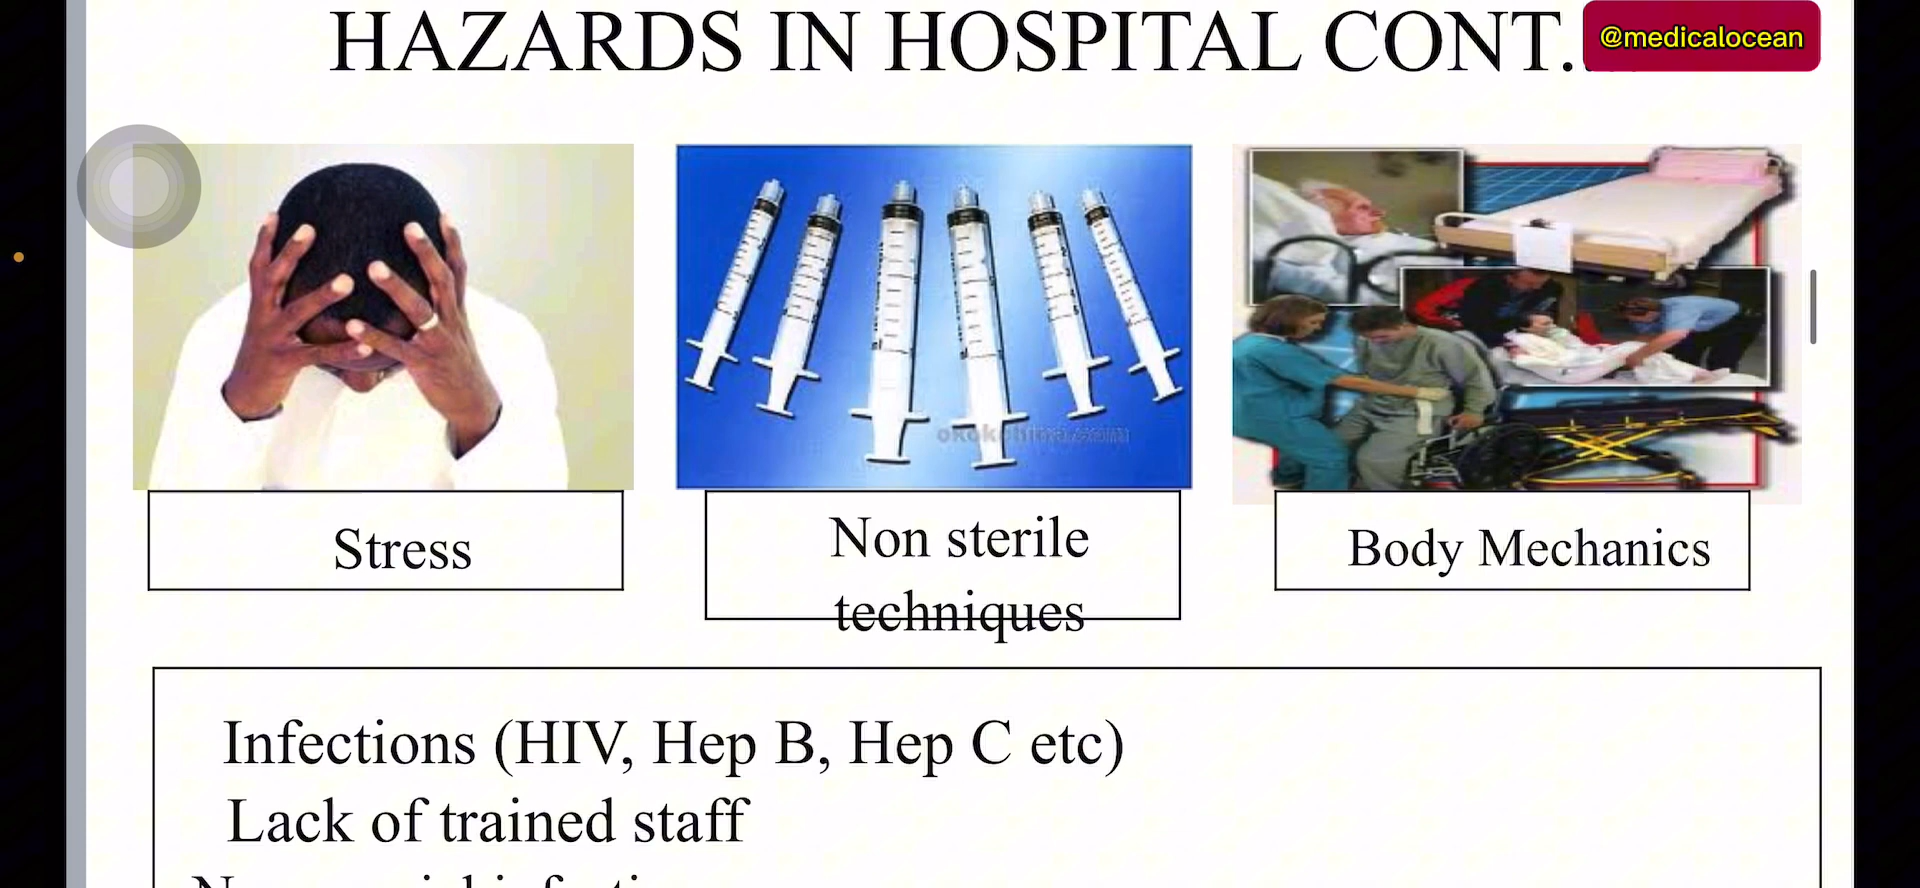 HAZARDS IN HOSPITAL CONT.
@medicalocean
Stress
Non sterile
techniques
Body Mechanics
Infections (HIV, Hep B, Hep C etc)
Lack of trained staff